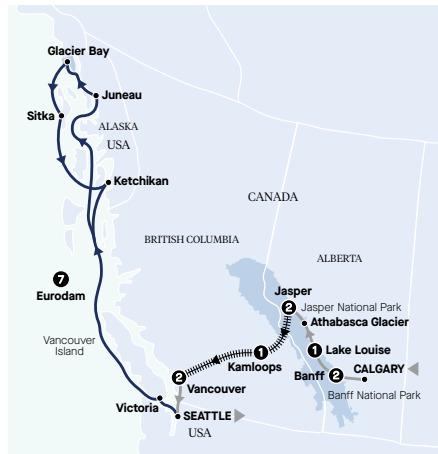 Glacier Bay
Juneau
Sitka
ALASKA
USA
Ketchikan
CANADA
BRITISH COLUMBIA
ALBERTA
7
Eurodam
Jasper
2
Jasper National Park
Athabasca Glacier
Vancouver
Island
1
1
Lake Louise
Kamloops
Banff
2
CALGARY
2
Vancouver
Banff National Park
Victoria
SEATTLE
USA